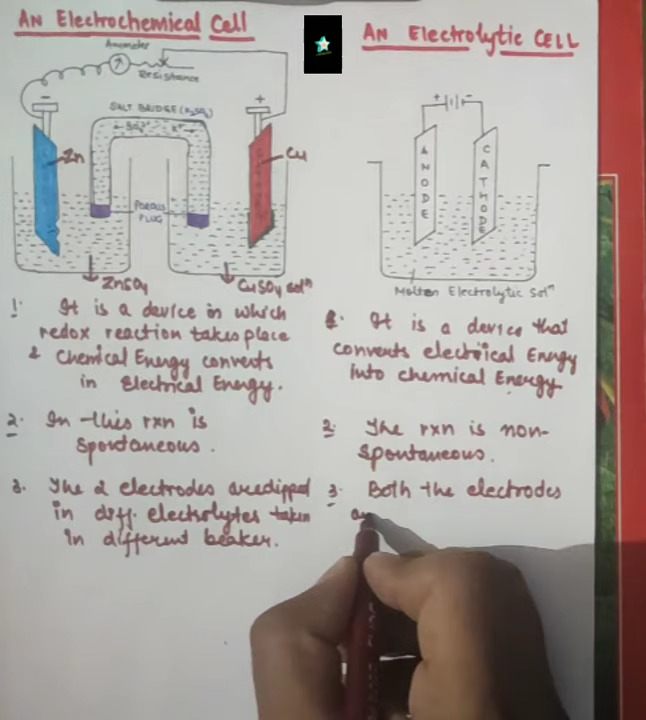 AN Electrochemical Cell
AN Electrolytic CELL
Ammeter
Resistance
SALT BRIDGE (K₂SO₄)
SO₄²⁻ K⁺
Zn
Cu
POROUS
PLUG
ZnSO₄
CuSO₄ solⁿ
ANODE
CATHODE
Molten Electrolytic Solⁿ
1. It is a device in which
redox reaction takes place
& Chemical Energy converts
in Electrical Energy.
2. In this rxn is
Spontaneous.
3. The 2 electrodes are dipped
in diff. electrolytes taken
in different beaker.
1. It is a device that
converts electrical Energy
into chemical Energy
2. The rxn is non-
Spontaneous.
3. Both the electrodes